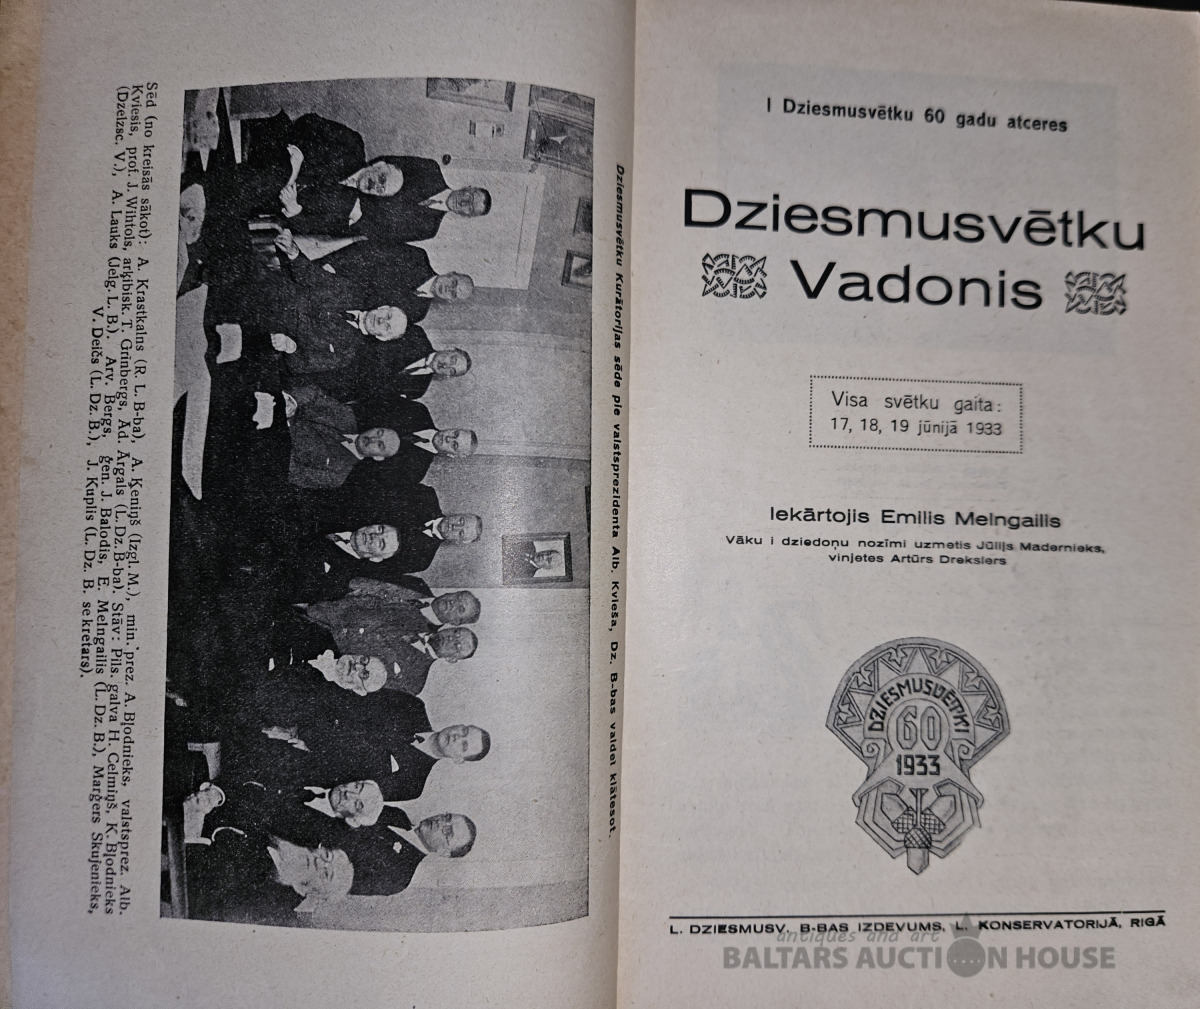 Dziesmusvētku Kurātorijas sēde pie valstsprezidenta Alb. Kvieša, Dz. B-bas valdei klātesot.
Sēd (no kreisās sākot): A. Krastkalns (R. L. B-ba), A. Ķeniņš (Izgl. M.), min. prez. A. Bļodnieks, valstsprez. Alb.
Kviesis, prof. J. Wihtols, arķibisk. T. Grinbergs, Ad. Ārgals (L. Dz. B-ba). Stāv: Pils. galva H. Celmiņš, K. Bļodnieks
(Dzelzsc. V.), A. Lauks (Jelg. L. B.). Arv. Bergs, ģen. J. Balodis, E. Melngailis (L. Dz. B.), Marģers Skujenieks,
V. Deičs (L. Dz. B.), J. Kuplis (L. Dz. B. sekretars).
I Dziesmusvētku 60 gadu atceres
Dziesmusvētku
Vadonis
Visa svētku gaita:
17, 18, 19 jūnijā 1933
Iekārtojis Emilis Melngailis
Vāku i dziedoņu nozīmi uzmetis Jūlijs Madernieks,
vinjetes Artūrs Drekslers
DZIESMUSVĒTKI
60
1933
L. DZIESMUSV. B-BAS IZDEVUMS, L. KONSERVATORIJĀ, RIGĀ
antiques and art
BALTARS AUCTION HOUSE